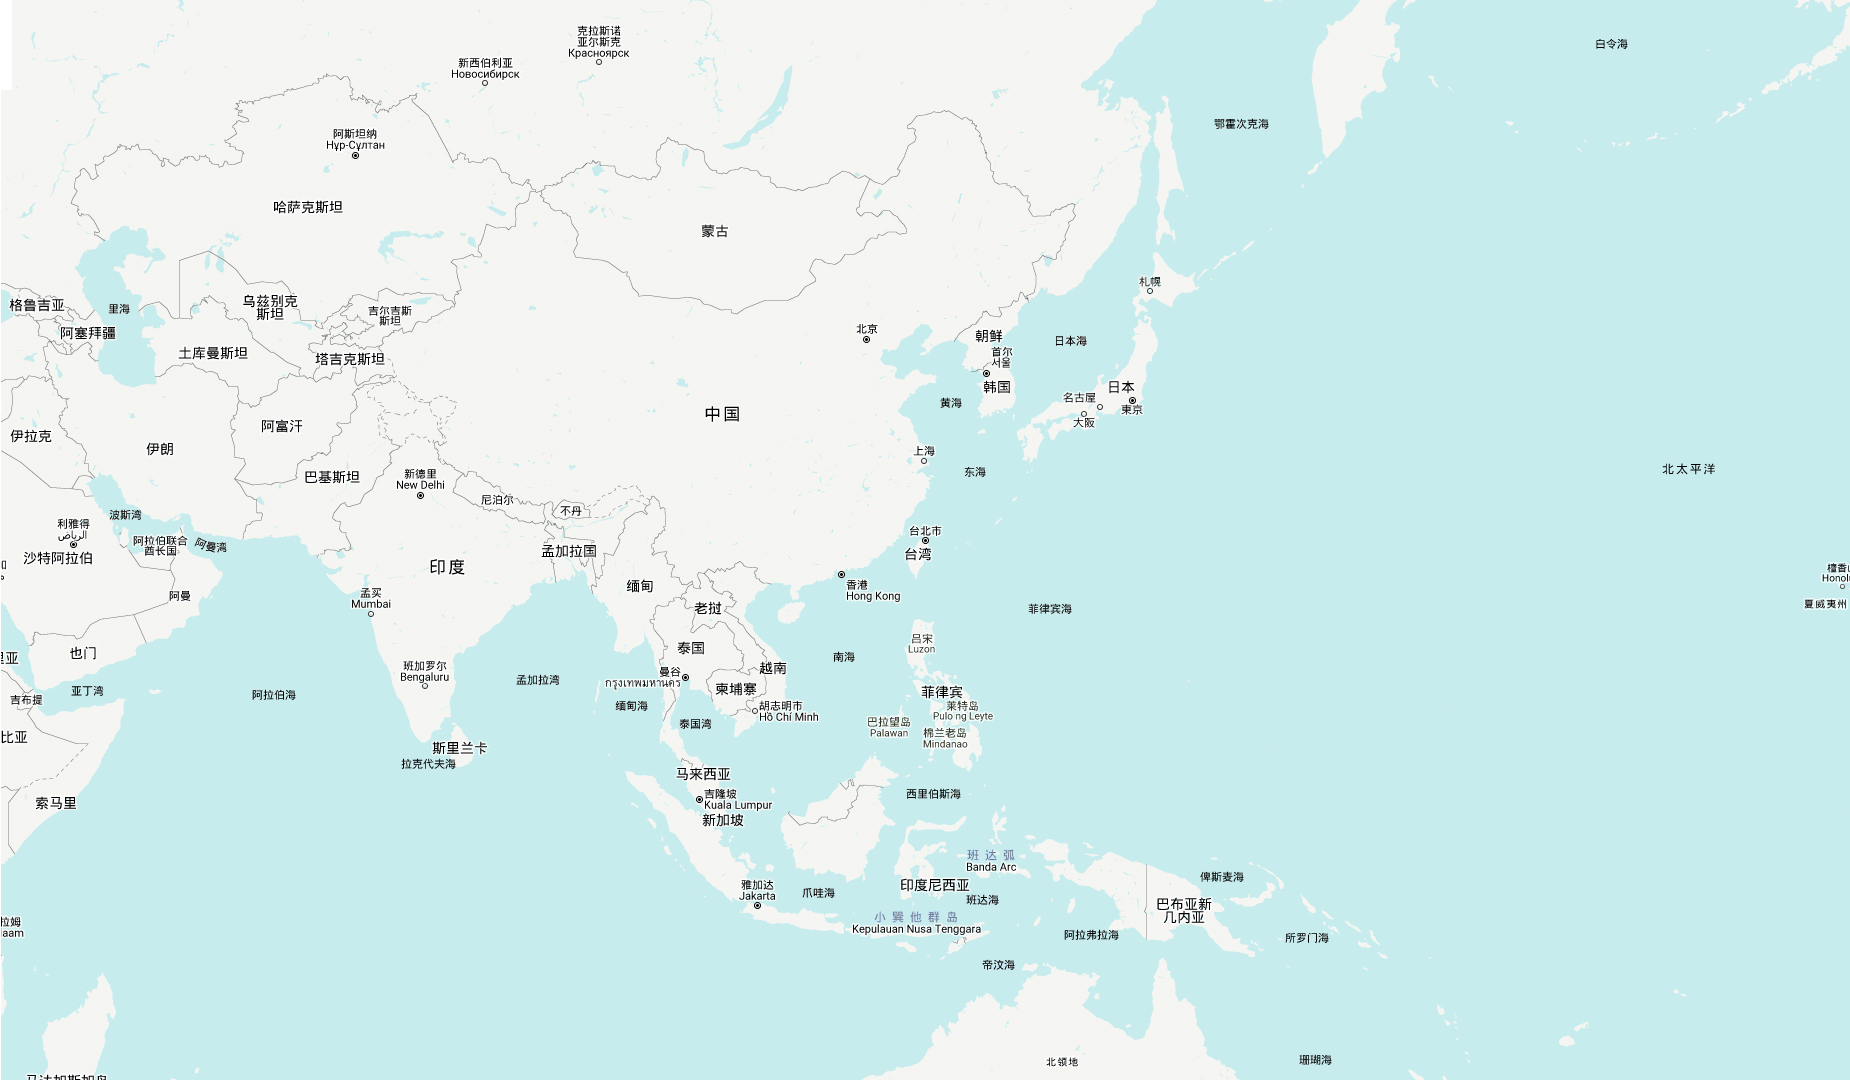 克拉斯诺
亚尔斯克
Красноярск
白令海
新西伯利亚
Новосибирск
鄂霍次克海
阿斯坦纳
Нұр-Сұлтан
哈萨克斯坦
蒙古
札幌
格鲁吉亚
里海
乌兹别克
斯坦
吉尔吉斯
斯坦
阿塞拜疆
北京
朝鲜
日本海
土库曼斯坦
塔吉克斯坦
首尔
서울
韩国
日本
名古屋
東京
黄海
中国
大阪
阿富汗
伊拉克
伊朗
上海
北太平洋
巴基斯坦
新德里
New Delhi
东海
尼泊尔
不丹
波斯湾
利雅得
الرياض
阿拉伯联合
酋长国
阿曼湾
台北市
台湾
沙特阿拉伯
孟加拉国
印度
缅甸
香港
Hong Kong
檀香
Honol
夏威夷州
阿曼
孟买
Mumbai
老挝
菲律宾海
吕宋
Luzon
也门
泰国
南海
班加罗尔
Bengaluru
越南
曼谷
กรุงเทพมหานคร
孟加拉湾
柬埔寨
菲律宾
亚丁湾
阿拉伯海
吉布提
缅甸海
胡志明市
Hồ Chí Minh
莱特岛
Pulo ng Leyte
泰国湾
巴拉望岛
Palawan
棉兰老岛
Mindanao
比亚
斯里兰卡
拉克代夫海
马来西亚
吉隆坡
Kuala Lumpur
西里伯斯海
索马里
新加坡
班达弧
Banda Arc
俾斯麦海
雅加达
Jakarta
爪哇海
印度尼西亚
班达海
巴布亚新
几内亚
小巽他群岛
Kepulauan Nusa Tenggara
拉姆
laam
阿拉弗拉海
所罗门海
帝汶海
北领地
珊瑚海
马达加斯加岛